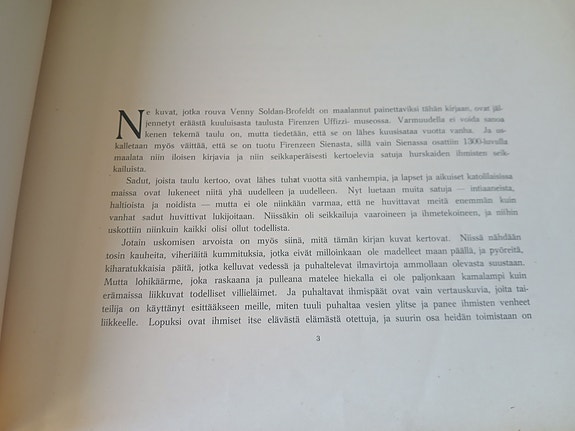 Ne kuvat, jotka rouva Venny Soldan-Brofeldt on maalannut painettaviksi tähän kirjaan, ovat jäl-
jennetyt eräästä kuuluisasta taulusta Firenzen Uffizzi- museossa. Varmuudella ei voida sanoa
kenen tekemä taulu on, mutta tiedetään, että se on lähes kuusisataa vuotta vanha. Ja us-
kalletaan myös väittää, että se on tuotu Firenzeen Sienasta, sillä vain Sienassa osattiin 1300-luvulla
maalata niin iloisen kirjavia ja niin seikkaperäisesti kertoelevia satuja hurskaiden ihmisten seik-
kailuista.
Sadut, joista taulu kertoo, ovat lähes tuhat vuotta sitä vanhempia, ja lapset ja aikuiset katolilaisissa
maissa ovat lukeneet niitä yhä uudelleen ja uudelleen. Nyt luetaan muita satuja — intiaaneista,
haltioista ja noidista — mutta ei ole niinkään varmaa, että ne huvittavat meitä enemmän kuin
vanhat sadut huvittivat lukijoitaan. Niissäkin oli seikkailuja vaaroineen ja ihmetekoineen, ja niihin
uskottiin niinkuin kaikki olisi ollut todellista.
Jotain uskomisen arvoista on myös siinä, mitä tämän kirjan kuvat kertovat. Niissä nähdään
tosin kauheita, viheriäitä kummituksia, jotka eivät milloinkaan ole madelleet maan päällä, ja pyöreitä,
kiharatukkaisia päitä, jotka kelluvat vedessä ja puhaltelevat ilmavirtoja ammollaan olevasta suustaan.
Mutta lohikäärme, joka raskaana ja pulleana matelee hiekalla ei ole paljonkaan kamalampi kuin
erämaissa liikkuvat todelliset villieläimet. Ja puhaltavat ihmispäät ovat vain vertauskuvia, joita tai-
teilija on käyttänyt esittääkseen meille, miten tuuli puhaltaa vesien ylitse ja panee ihmisten venheet
liikkeelle. Lopuksi ovat ihmiset itse elävästä elämästä otettuja, ja suurin osa heidän toimistaan on
3